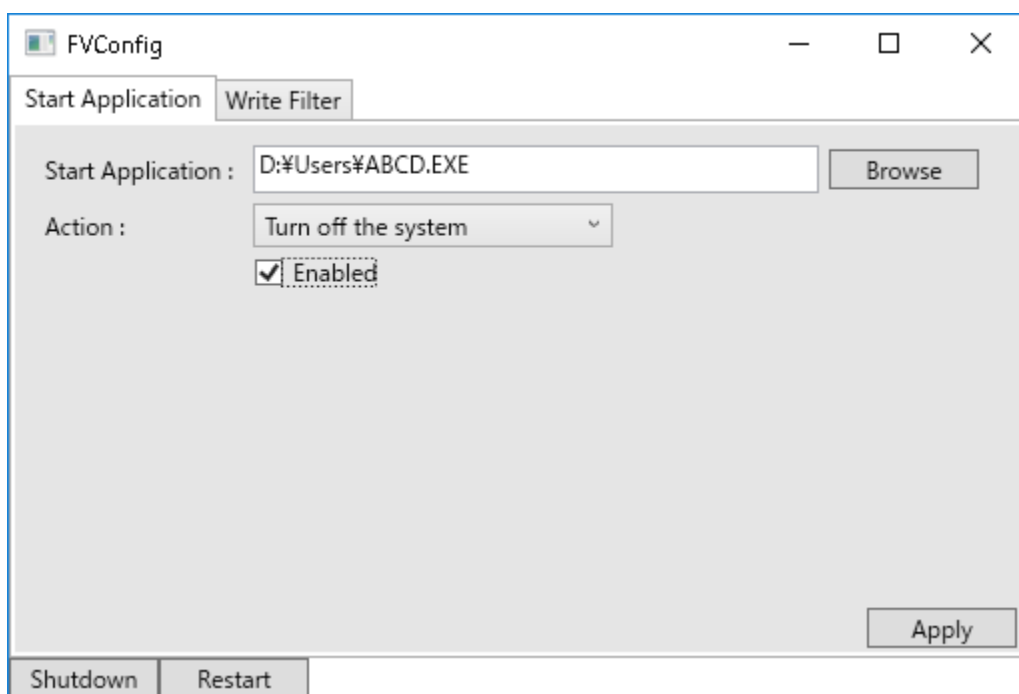 FVConfig
Start Application Write Filter
Start Application : D:¥Users¥ABCD.EXE Browse
Action : Turn off the system
Enabled
Apply
Shutdown Restart